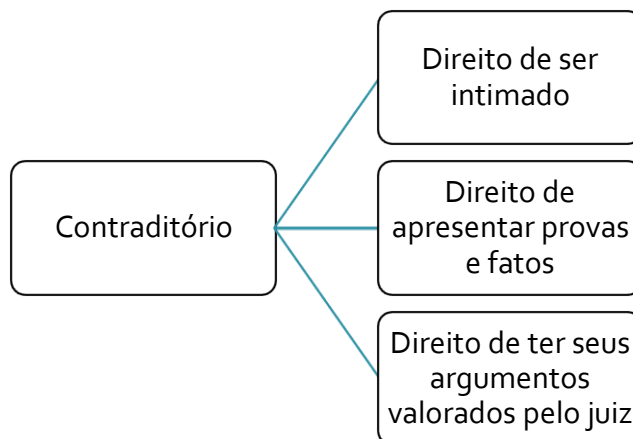 Direito de ser
intimado
Contraditório
Direito de
apresentar provas
e fatos
Direito de ter seus
argumentos
valorados pelo juiz